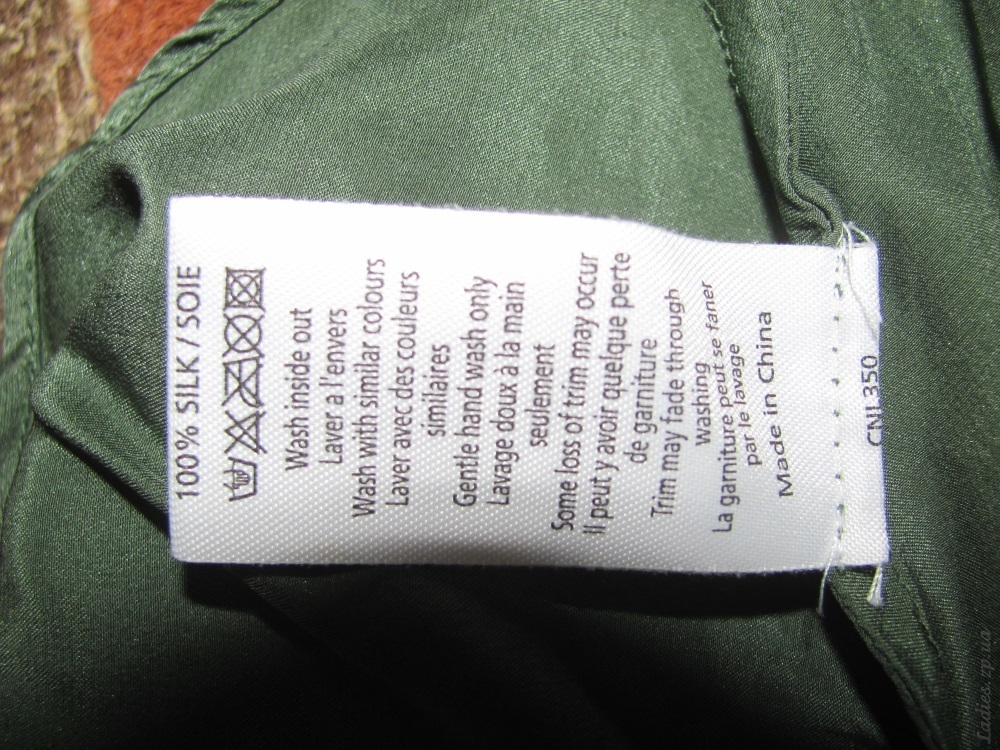 100% SILK / SOIE
Wash inside out
Laver a l'envers
Wash with similar colours
Laver avec des couleurs
similaires
Gentle hand wash only
Lavage doux à la main
seulement
Some loss of trim may occur
Il peut y avoir quelque perte
de garniture
Trim may fade through
washing
La garniture peut se faner
par le lavage
Made in China
CNL350
Ladies.zp.ua